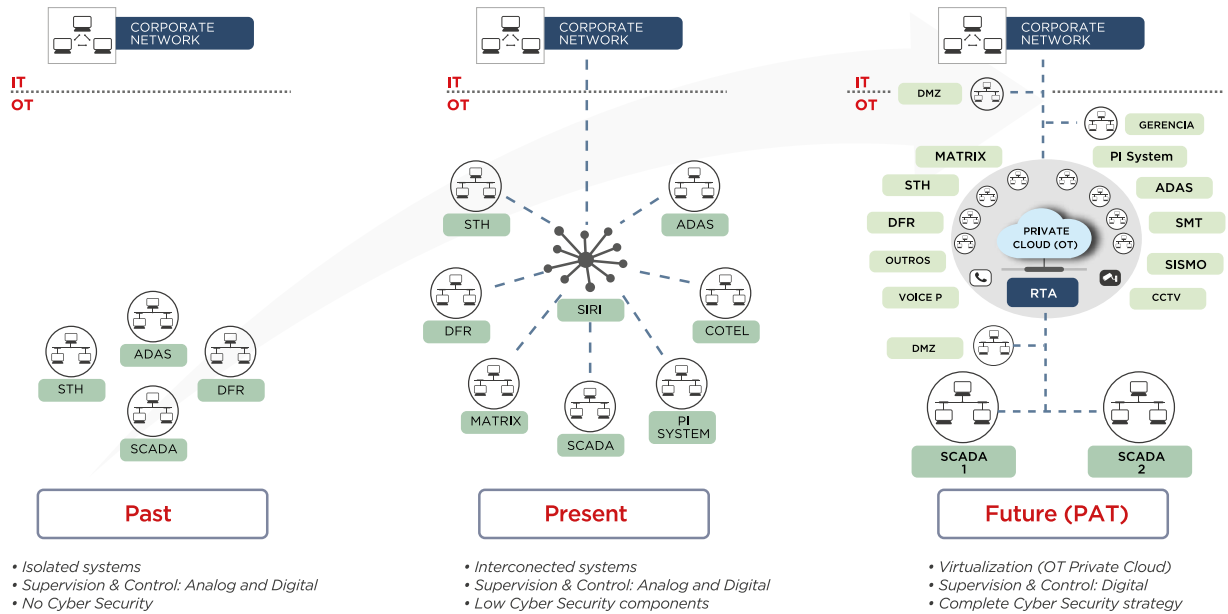 CORPORATE
NETWORK
IT
OT
STH
ADAS
DFR
SCADA
Past
• Isolated systems
• Supervision & Control: Analog and Digital
• No Cyber Security
CORPORATE
NETWORK
IT
OT
STH
ADAS
SIRI
DFR
COTEL
MATRIX
SCADA
PI
SYSTEM
Present
• Interconnected systems
• Supervision & Control: Analog and Digital
• Low Cyber Security components
CORPORATE
NETWORK
IT
OT
DMZ
GERENCIA
MATRIX
PI System
STH
ADAS
DFR
SMT
OUTROS
SISMO
VOICE P
CCTV
PRIVATE
CLOUD (OT)
RTA
DMZ
SCADA
1
SCADA
2
Future (PAT)
• Virtualization (OT Private Cloud)
• Supervision & Control: Digital
• Complete Cyber Security strategy